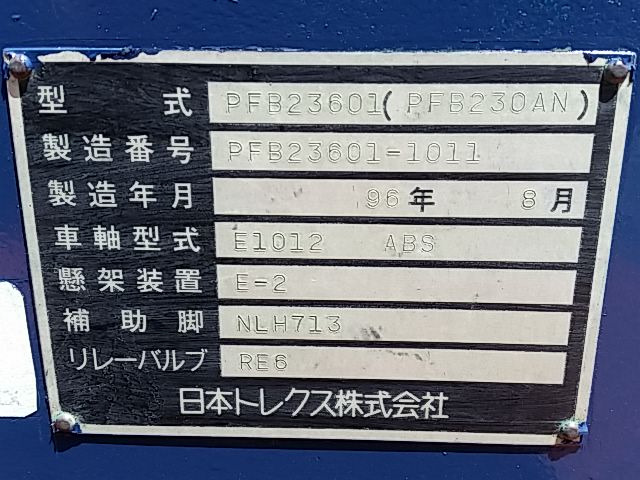 型式 PFB23601(PFB230AN)
製造番号 PFB23601-1011
製造年月 96年 8月
車軸型式 E1012 ABS
懸架装置 E-2
補助脚 NLH713
リレーバルブ RE6
日本トレクス株式会社